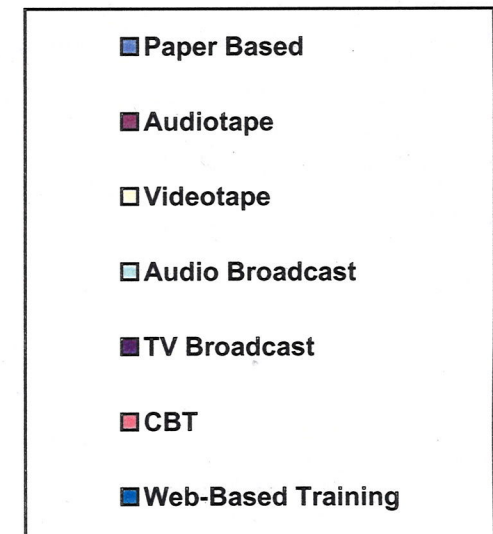 Paper Based
Audiotape
Videotape
Audio Broadcast
TV Broadcast
CBT
Web-Based Training